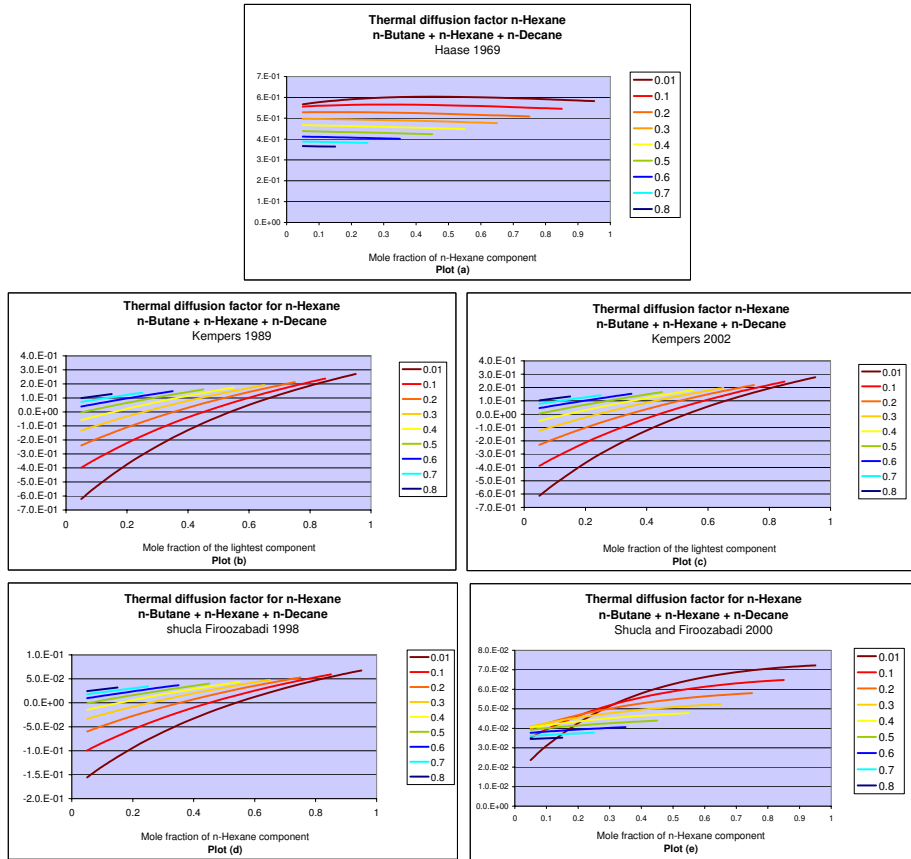 Thermal diffusion factor n-Hexane
n-Butane + n-Hexane + n-Decane
Haase 1969
7.E-01
6.E-01
5.E-01
4.E-01
3.E-01
2.E-01
1.E-01
0.E+00
0 0.1 0.2 0.3 0.4 0.5 0.6 0.7 0.8 0.9 1
Mole fraction of n-Hexane component
Plot (a)
0.01
0.1
0.2
0.3
0.4
0.5
0.6
0.7
0.8
Thermal diffusion factor for n-Hexane
n-Butane + n-Hexane + n-Decane
Kempers 1989
4.0.E-01
3.0.E-01
2.0.E-01
1.0.E-01
0.0.E+00
-1.0.E-01
-2.0.E-01
-3.0.E-01
-4.0.E-01
-5.0.E-01
-6.0.E-01
-7.0.E-01
0 0.2 0.4 0.6 0.8 1
Mole fraction of the lightest component
Plot (b)
0.01
0.1
0.2
0.3
0.4
0.5
0.6
0.7
0.8
Thermal diffusion factor n-Hexane
n-Butane + n-Hexane + n-Decane
Kempers 2002
4.0.E-01
3.0.E-01
2.0.E-01
1.0.E-01
0.0.E+00
-1.0.E-01
-2.0.E-01
-3.0.E-01
-4.0.E-01
-5.0.E-01
-6.0.E-01
-7.0.E-01
0 0.2 0.4 0.6 0.8 1
Mole fraction of the lightest component
Plot (c)
0.01
0.1
0.2
0.3
0.4
0.5
0.6
0.7
0.8
Thermal diffusion factor for n-Hexane
n-Butane + n-Hexane + n-Decane
shucla Firoozabadi 1998
1.0.E-01
5.0.E-02
0.0.E+00
-5.0.E-02
-1.0.E-01
-1.5.E-01
-2.0.E-01
0 0.2 0.4 0.6 0.8 1
Mole fraction of n-Hexane component
Plot (d)
0.01
0.1
0.2
0.3
0.4
0.5
0.6
0.7
0.8
Thermal diffusion factor for n-Hexane
n-Butane + n-Hexane + n-Decane
Shucla and Firoozabadi 2000
8.0.E-02
7.0.E-02
6.0.E-02
5.0.E-02
4.0.E-02
3.0.E-02
2.0.E-02
1.0.E-02
0.0.E+00
0 0.1 0.2 0.3 0.4 0.5 0.6 0.7 0.8 0.9 1
Mole fraction of n-Hexane component
Plot (e)
0.01
0.1
0.2
0.3
0.4
0.5
0.6
0.7
0.8